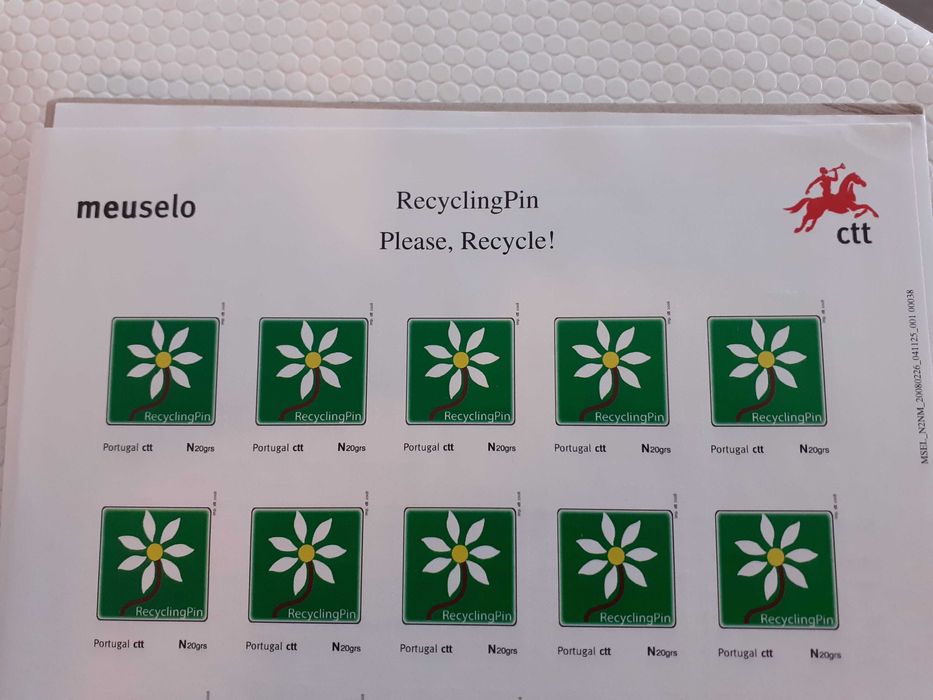 meuselo
RecyclingPin
Please, Recycle!
ctt
MSEL_N2NM_20080226_041125_001 00038
RecyclingPin
Portugal ctt N20grs
RecyclingPin
Portugal ctt N20grs
RecyclingPin
Portugal ctt N20grs
RecyclingPin
Portugal ctt N20grs
RecyclingPin
Portugal ctt N20grs
RecyclingPin
Portugal ctt N20grs
RecyclingPin
Portugal ctt N20grs
RecyclingPin
Portugal ctt N20grs
RecyclingPin
Portugal ctt N20grs
RecyclingPin
Portugal ctt N20grs